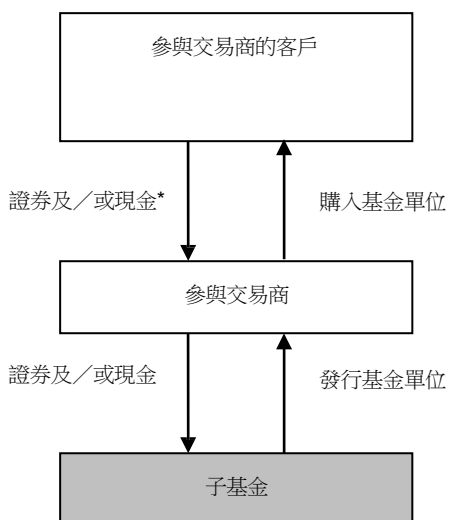 參與交易商的客戶
證券及／或現金*
購入基金單位
參與交易商
證券及／或現金
發行基金單位
子基金